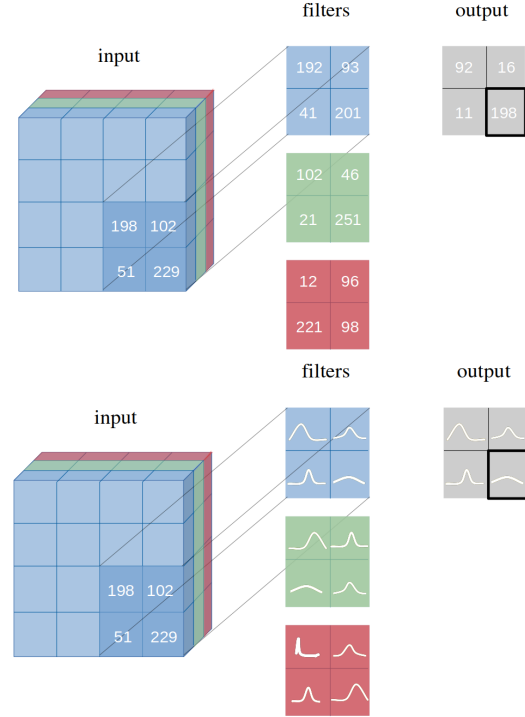 filters output
input
192 93 92 16
41 201 11 198
102 46
198 102 21 251
51 229 12 96
221 98
filters output
input
198 102
51 229